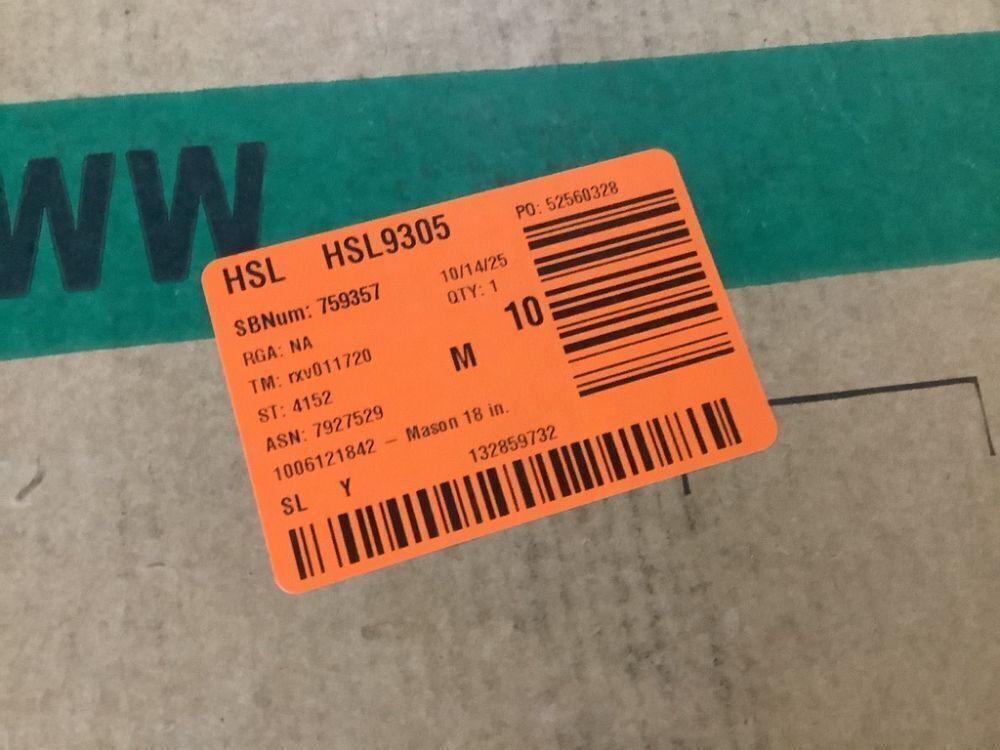 WW
HSL HSL9305
PO: 52560328
SBNum: 759357
10/14/25
RGA: NA
QTY: 1
TM: rxv011720
M
10
ST: 4152
ASN: 7927529
1006121842 – Mason 18 in.
SL Y
132859732